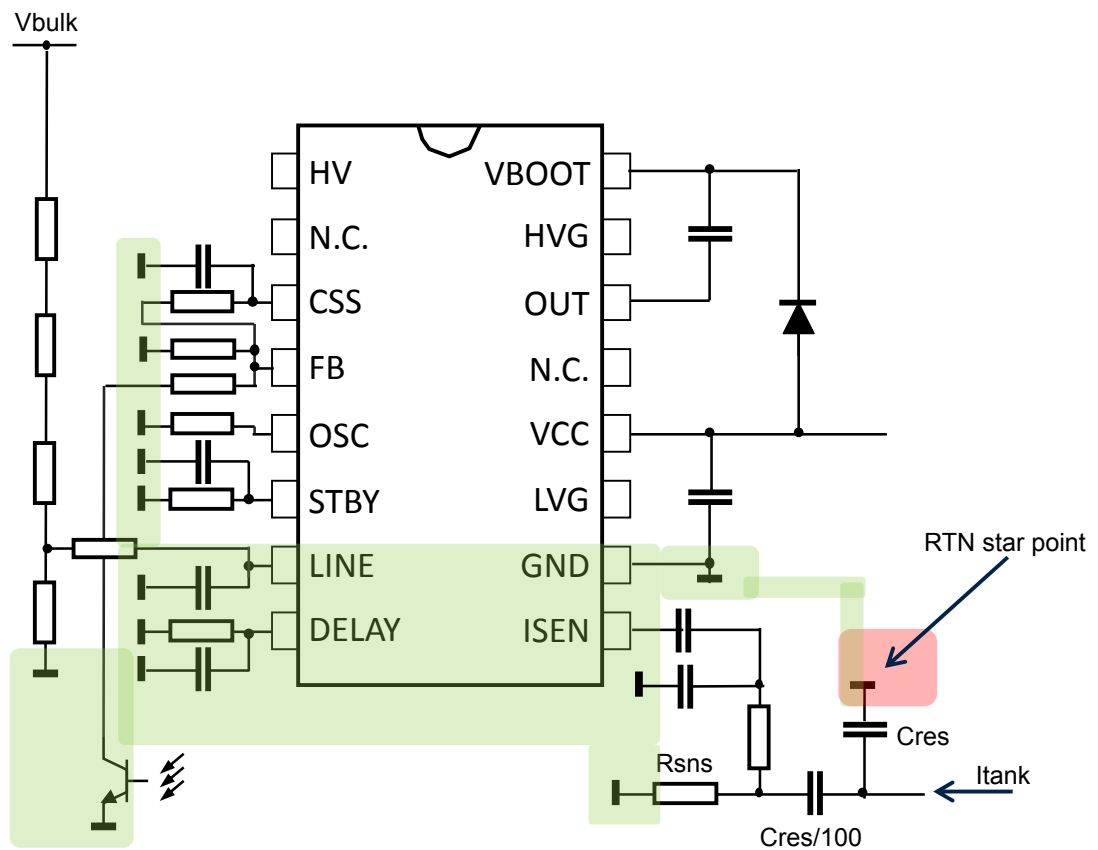 Vbulk
HV
VBOOT
N.C.
HVG
CSS
OUT
FB
N.C.
OSC
VCC
STBY
LVG
LINE
GND
DELAY
ISEN
RTN star point
Cres
Rsns
Itank
Cres/100